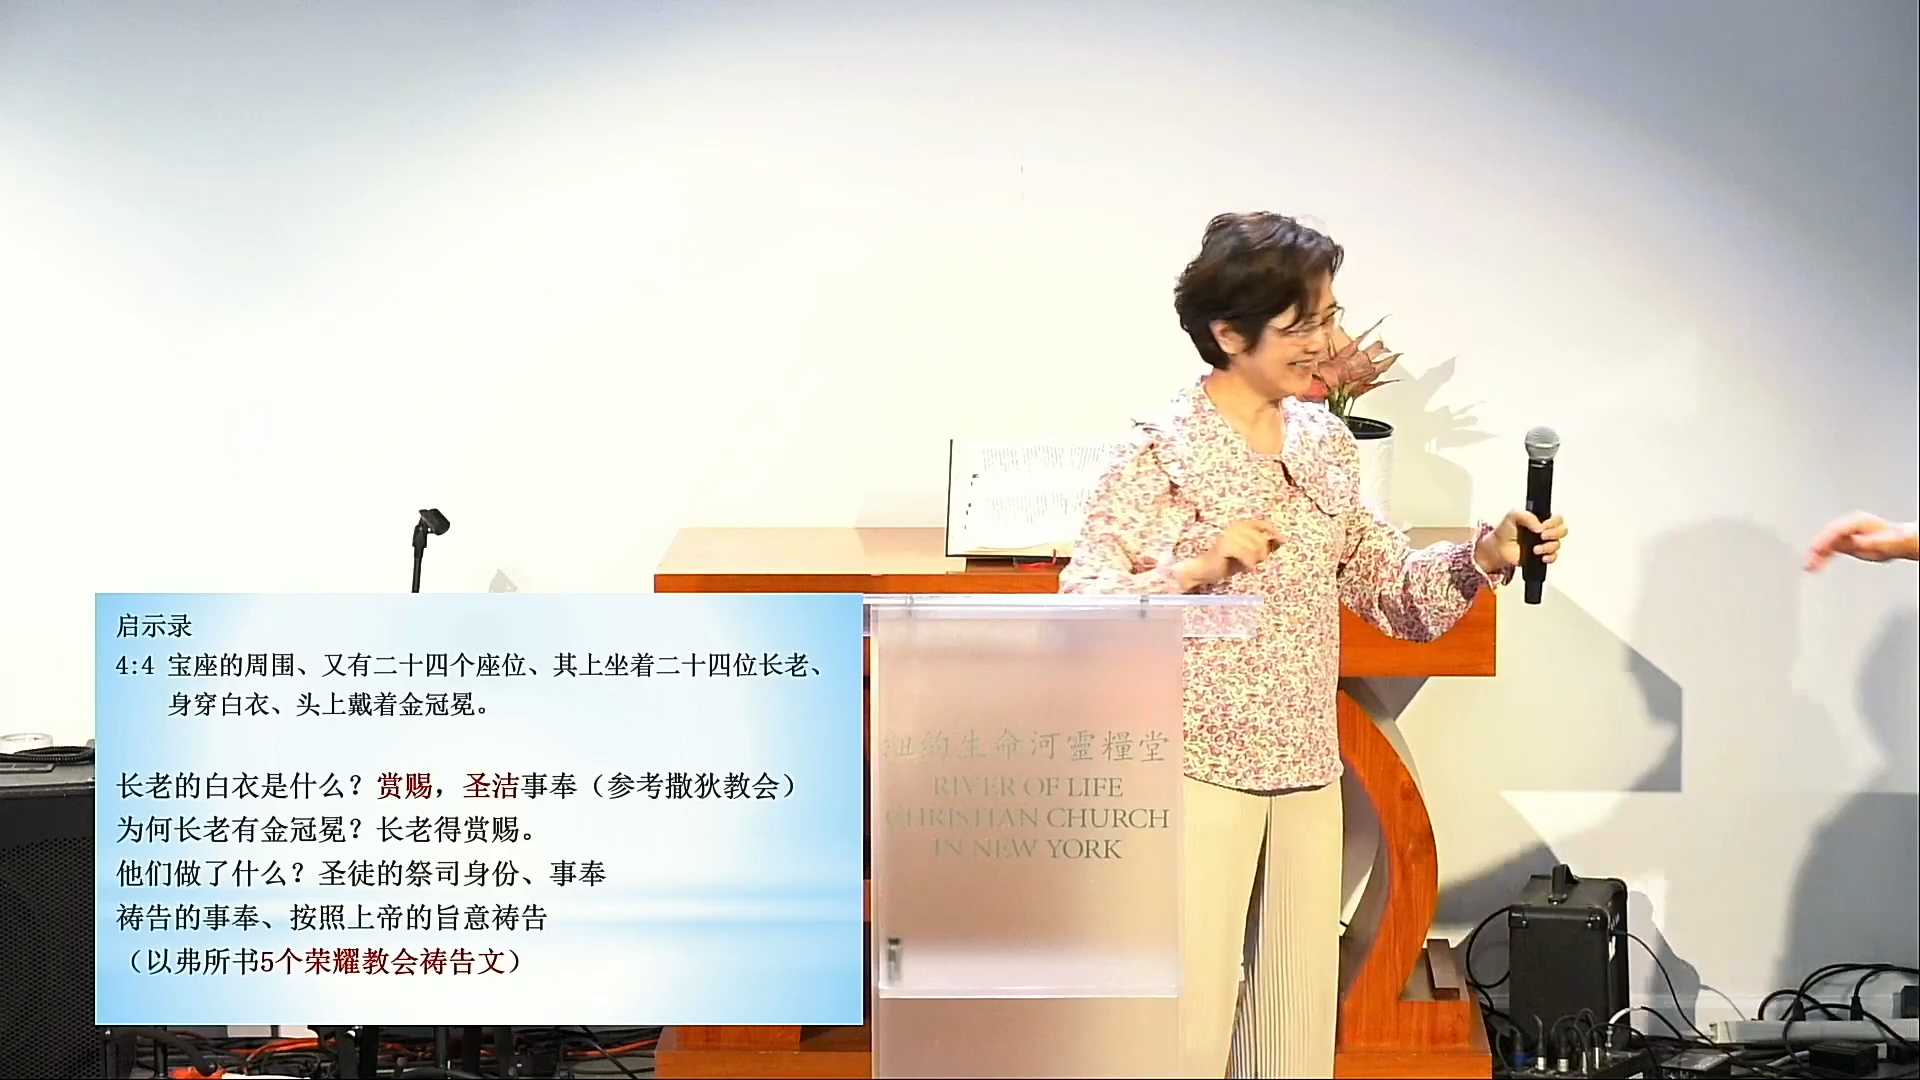 启示录
4:4 宝座的周围、又有二十四个座位、其上坐着二十四位长老、
身穿白衣、头上戴着金冠冕。
长老的白衣是什么？赏赐，圣洁事奉（参考撒狄教会）
为何长老有金冠冕？长老得赏赐。
他们做了什么？圣徒的祭司身份、事奉
祷告的事奉、按照上帝的旨意祷告
（以弗所书5个荣耀教会祷告文）
纽约生命河靈糧堂
RIVER OF LIFE
CHRISTIAN CHURCH
IN NEW YORK